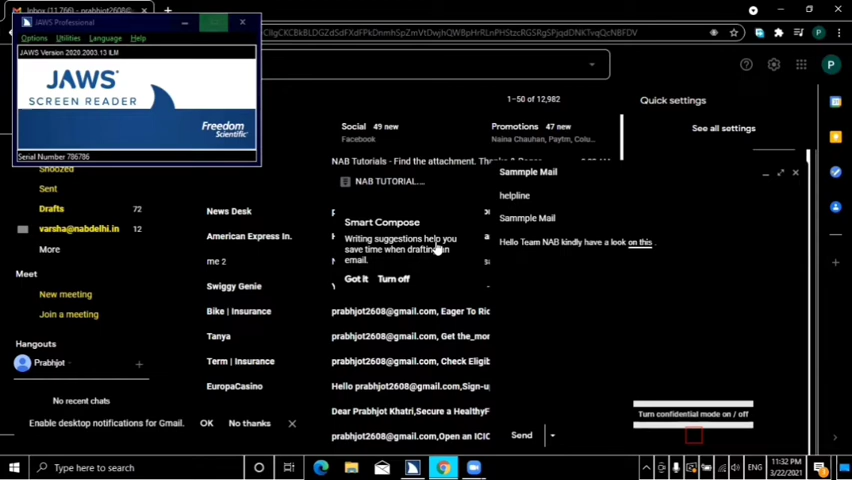 Inbox (11,766) - prabhjot2608@
JAWS Professional
Options Utilities Language Help
JAWS Version 2020.2003.13 ILM
JAWS
SCREEN READER
Freedom
Scientific
Serial Number 786786
1–50 of 12,982
Quick settings
See all settings
Social 49 new
Facebook
Promotions 47 new
Naina Chauhan, Paytm, Colu...
NAB Tutorials - Find the attachment.
NAB TUTORIAL....
Snoozed
Sent
Drafts 72
varsha@nabdelhi.in 12
More
Meet
New meeting
Join a meeting
Hangouts
Prabhjot
No recent chats
News Desk
American Express In.
me 2
Swiggy Genie
Bike | Insurance
Tanya
Term | Insurance
EuropaCasino
Smart Compose
Writing suggestions help you
save time when drafting an
email.
Got it Turn off
prabhjot2608@gmail.com, Eager To Ric
prabhjot2608@gmail.com, Get the_mor
prabhjot2608@gmail.com, Check Eligib
Hello prabhjot2608@gmail.com,Sign-u
Dear Prabhjot Khatri,Secure a HealthyF
prabhjot2608@gmail.com,Open an ICIC
Sammple Mail
helpline
Sammple Mail
Hello Team NAB kindly have a look on this .
Turn confidential mode on / off
Send
Enable desktop notifications for Gmail. OK No thanks
Type here to search
ENG
11:32 PM
3/22/2021